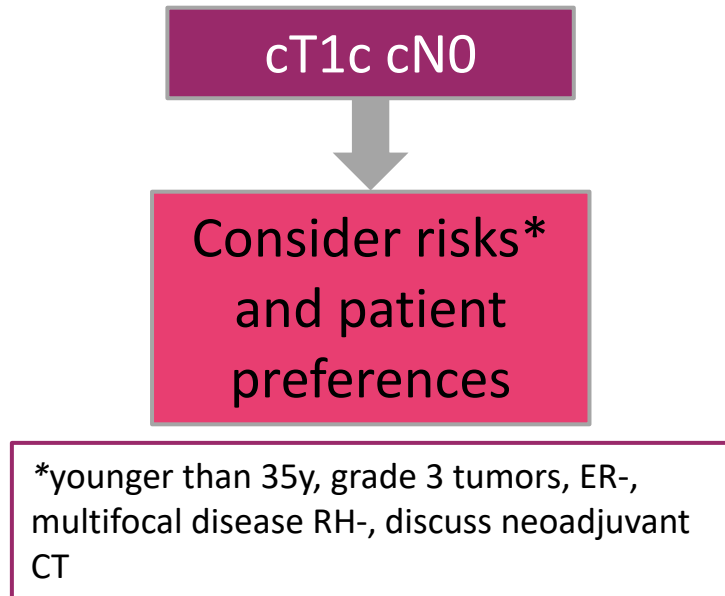 cT1c cN0
Consider risks*
and patient
preferences
*younger than 35y, grade 3 tumors, ER-,
multifocal disease RH-, discuss neoadjuvant
CT